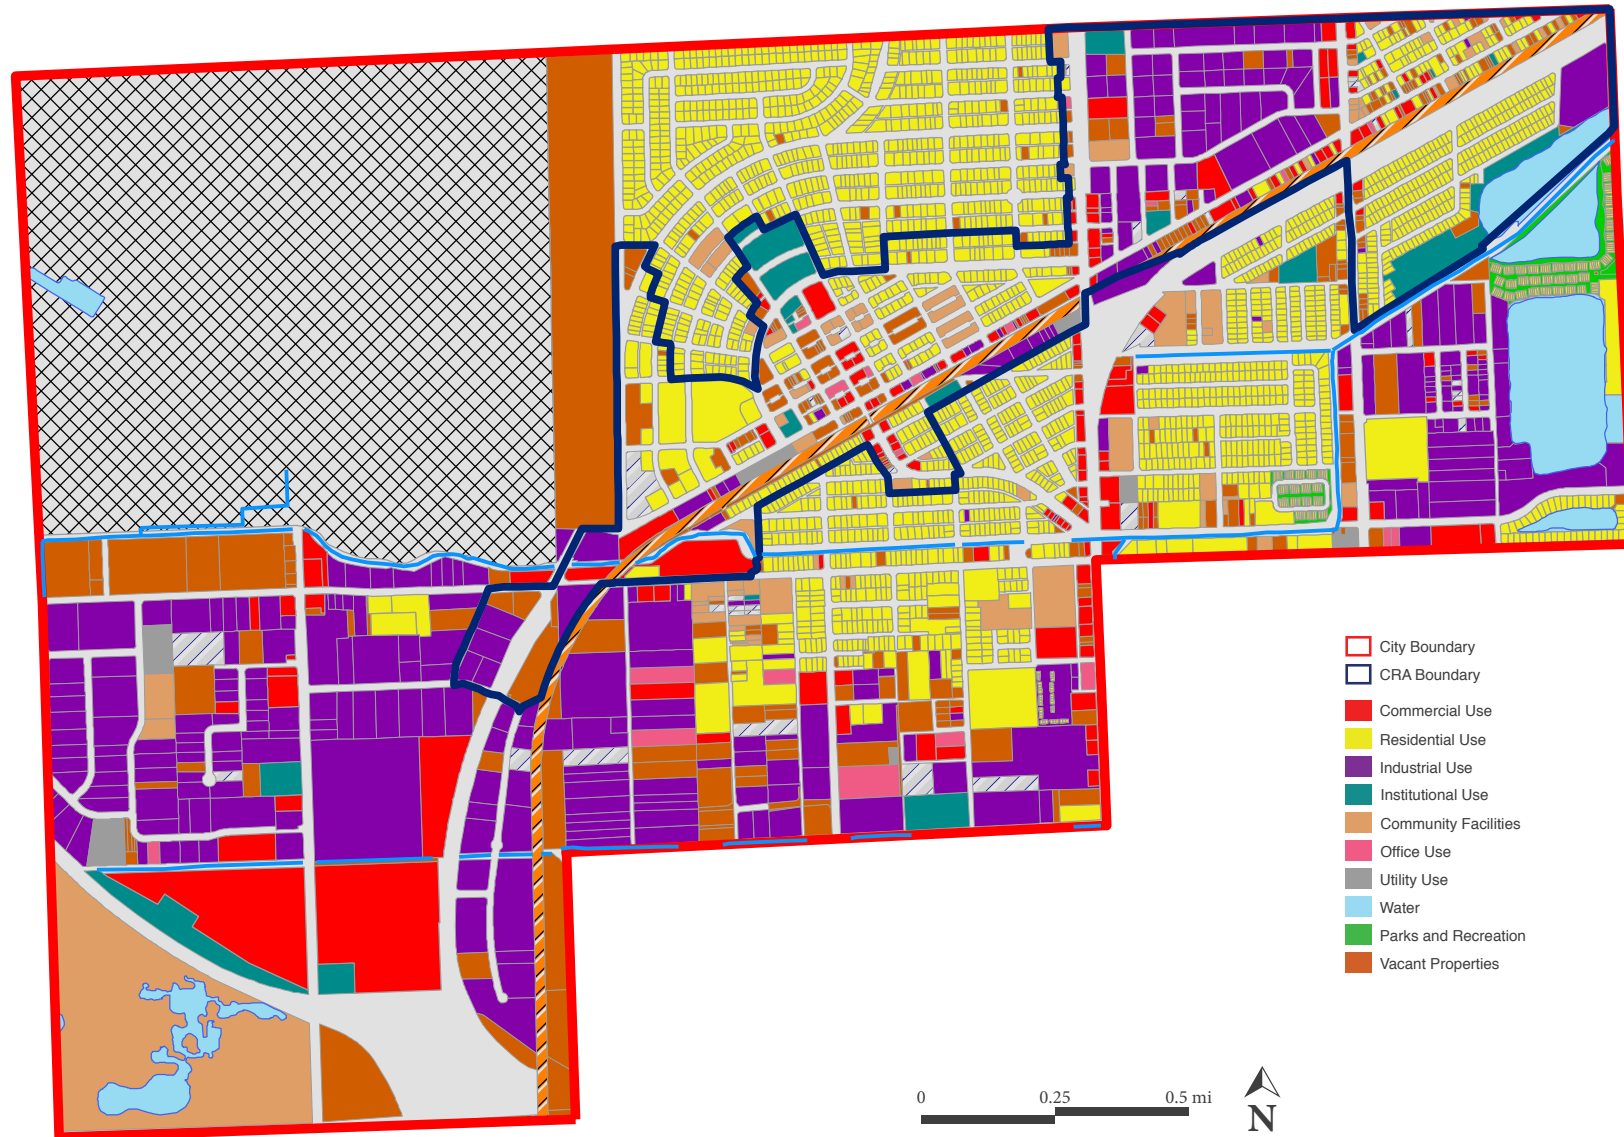 City Boundary
CRA Boundary
Commercial Use
Residential Use
Industrial Use
Institutional Use
Community Facilities
Office Use
Utility Use
Water
Parks and Recreation
Vacant Properties
0 0.25 0.5 mi
N